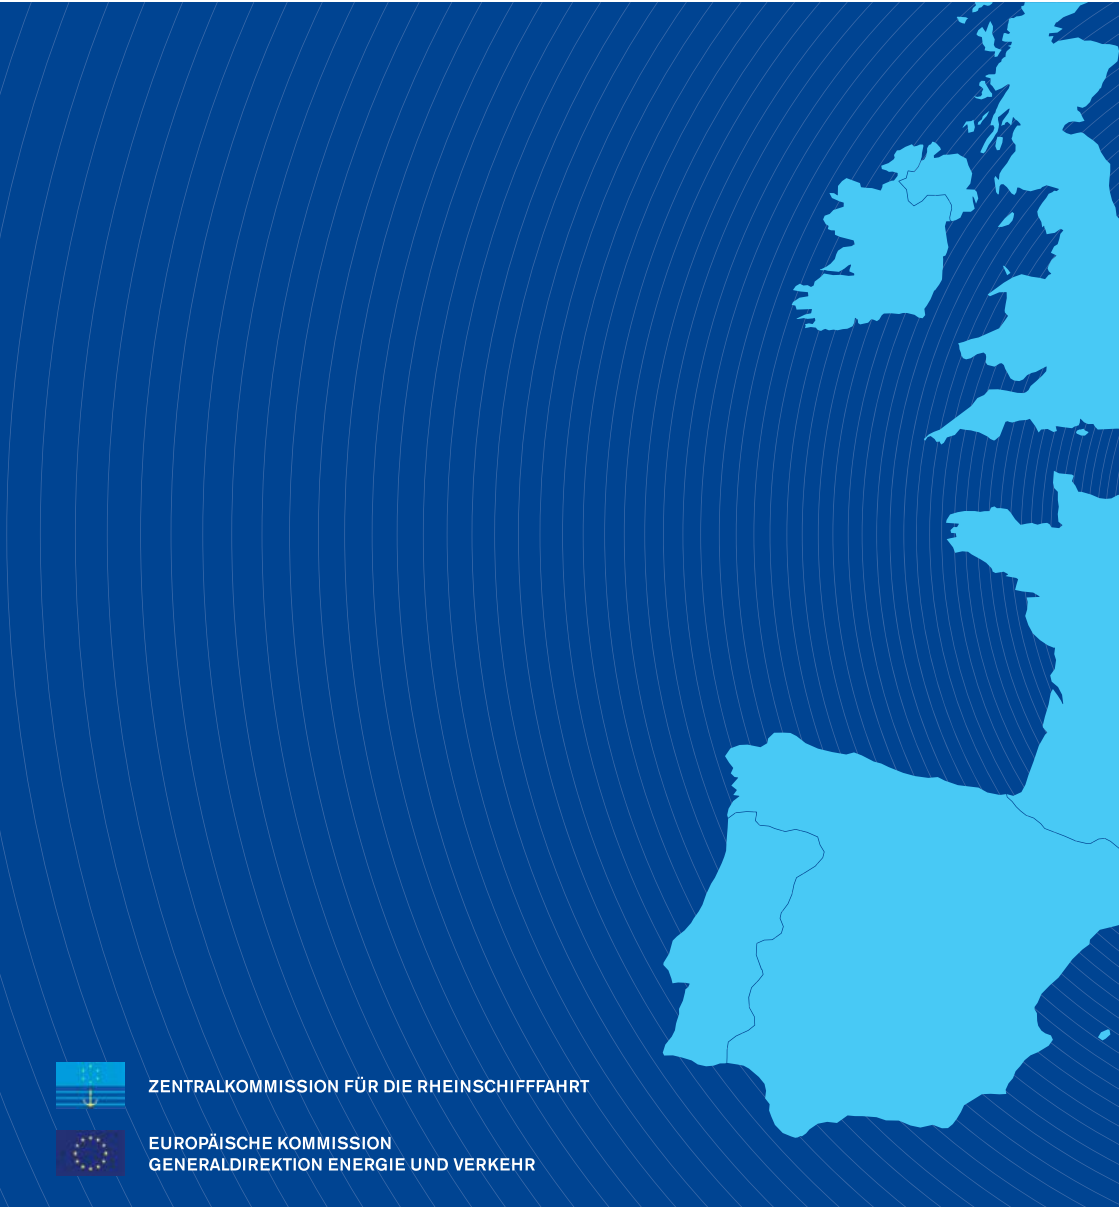 ZENTRALKOMMISSION FÜR DIE RHEINSCHIFFFAHRT
EUROPÄISCHE KOMMISSION
GENERALDIREKTION ENERGIE UND VERKEHR